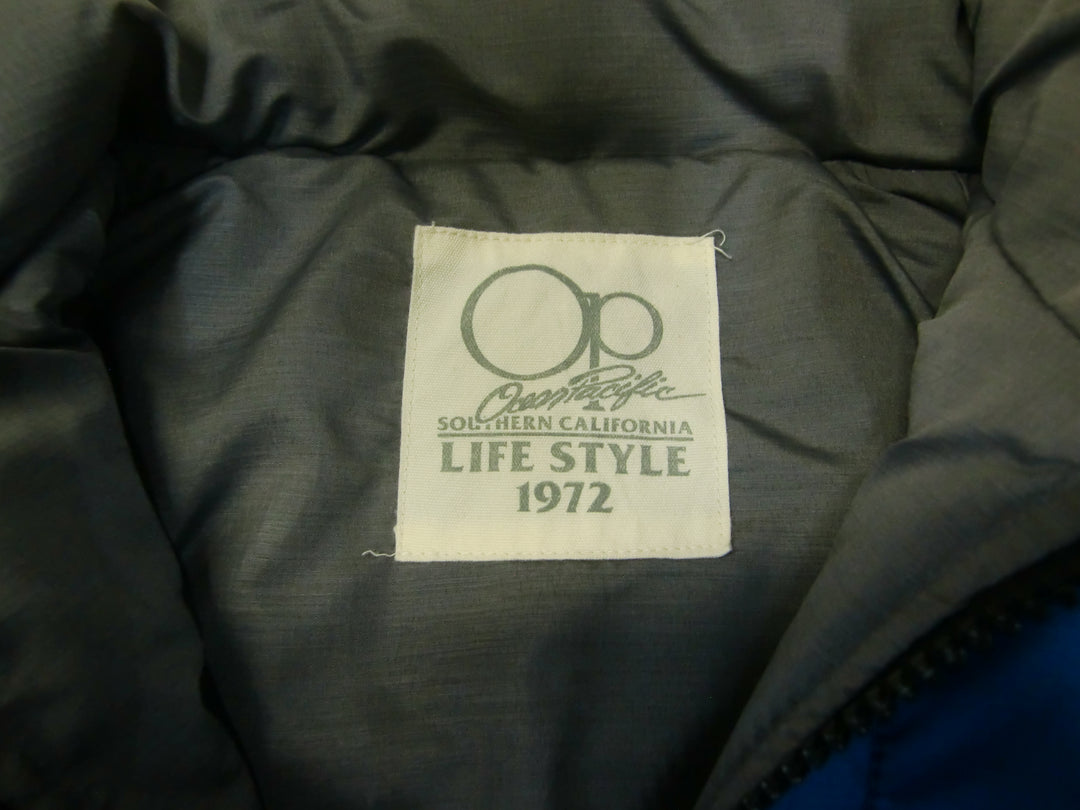 Op
Ocean Pacific
SOUTHERN CALIFORNIA
LIFE STYLE
1972